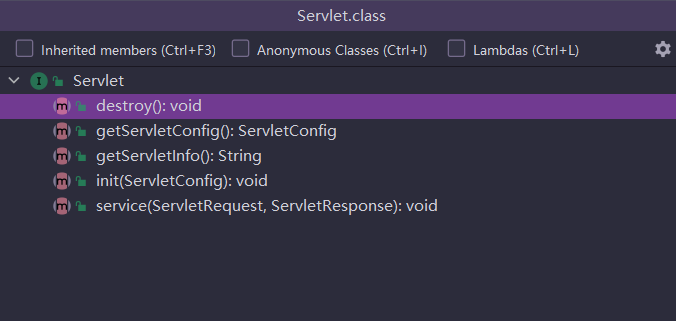 Servlet.class
Inherited members (Ctrl+F3) Anonymous Classes (Ctrl+I) Lambdas (Ctrl+L)
I Servlet
m destroy(): void
m getServletConfig(): ServletConfig
m getServletInfo(): String
m init(ServletConfig): void
m service(ServletRequest, ServletResponse): void